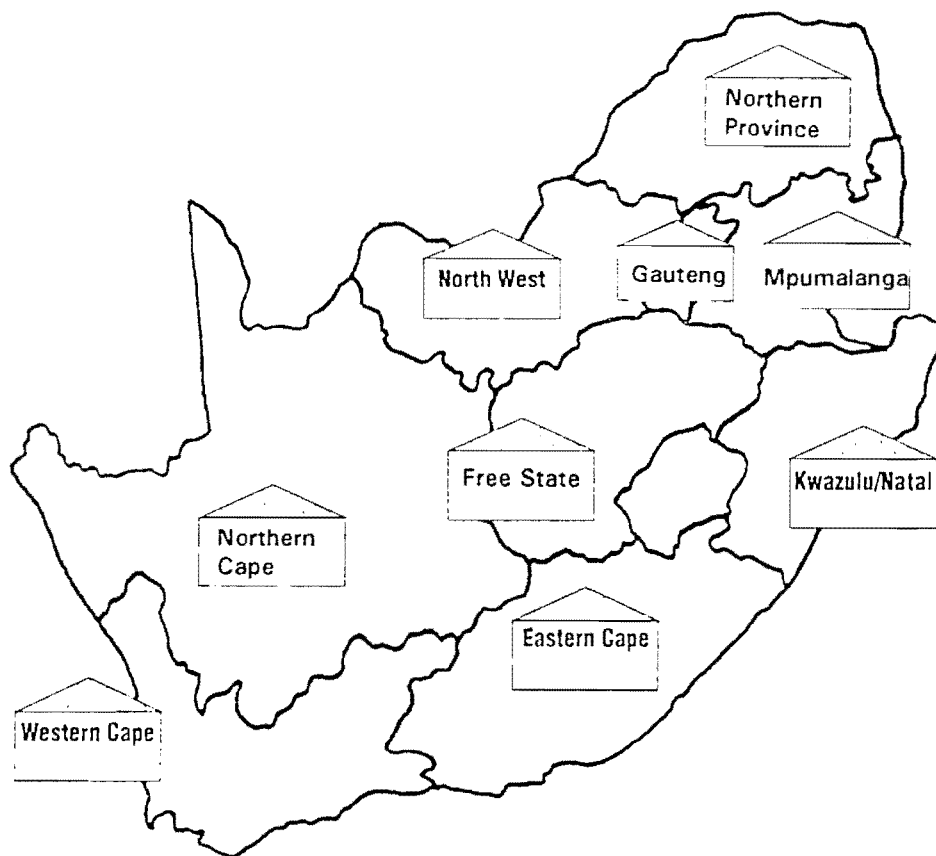 Northern
Province
North West
Gauteng
Mpumalanga
Free State
Kwazulu/Natal
Northern
Cape
Eastern Cape
Western Cape